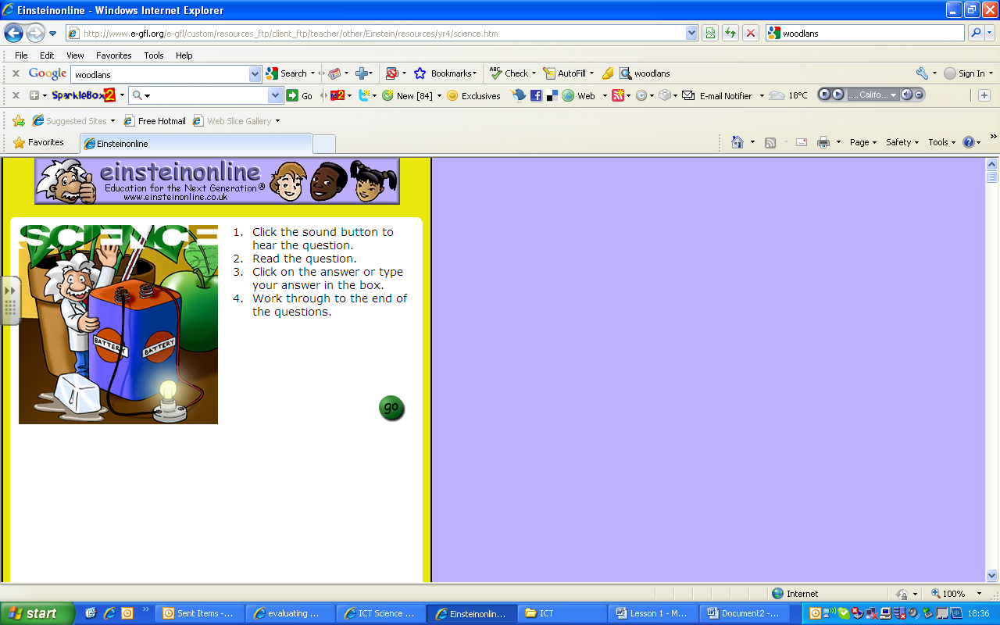 Einsteinonline - Windows Internet Explorer
http://www.e-gfl.org/e-gfl/custom/resources_ftp/client_ftp/teacher/other/Einstein/resources/yr4/science.htm
woodlans
File Edit View Favorites Tools Help
x Google woodlans Search Bookmarks ABC Check AutoFill woodlans Sign In
x SparkleBox2 Go 2 New [84] Exclusives Web E-mail Notifier 18°C ..... Califo...
Suggested Sites Free Hotmail Web Slice Gallery
Favorites Einsteinonline Page Safety Tools
einsteinonline
Education for the Next Generation®
www.einsteinonline.co.uk
SCIENCE
BATTERY BATTERY
1. Click the sound button to
hear the question.
2. Read the question.
3. Click on the answer or type
your answer in the box.
4. Work through to the end of
the questions.
go
Internet 100%
start Sent Items -... evaluating ... ICT Science ... Einsteinonlin... ICT Lesson 1 - M... Document2 -... 18:36